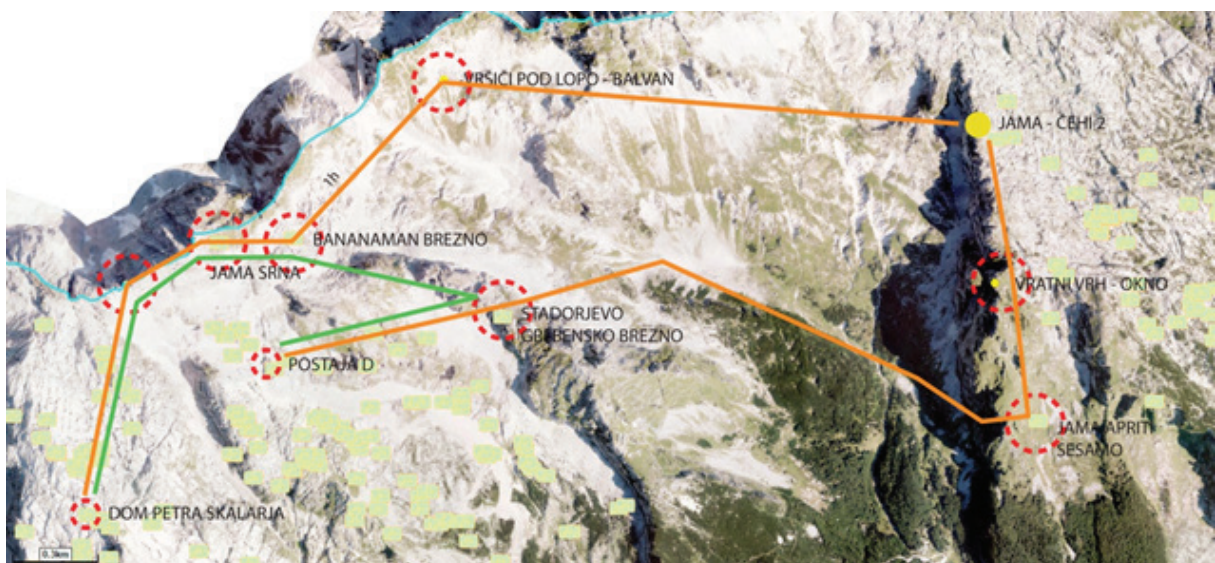 VRŠIČI POD LOPO - BALVAN
JAMA - ČEHI 2
1h
BANANAMAN BREZNO
JAMA SRNA
VRATNI VRH - OKNO
STADORJEVO
GREBENSKO BREZNO
POSTAJA D
JAMA APRITI
SESAMO
DOM PETRA SKALARJA
0.3km